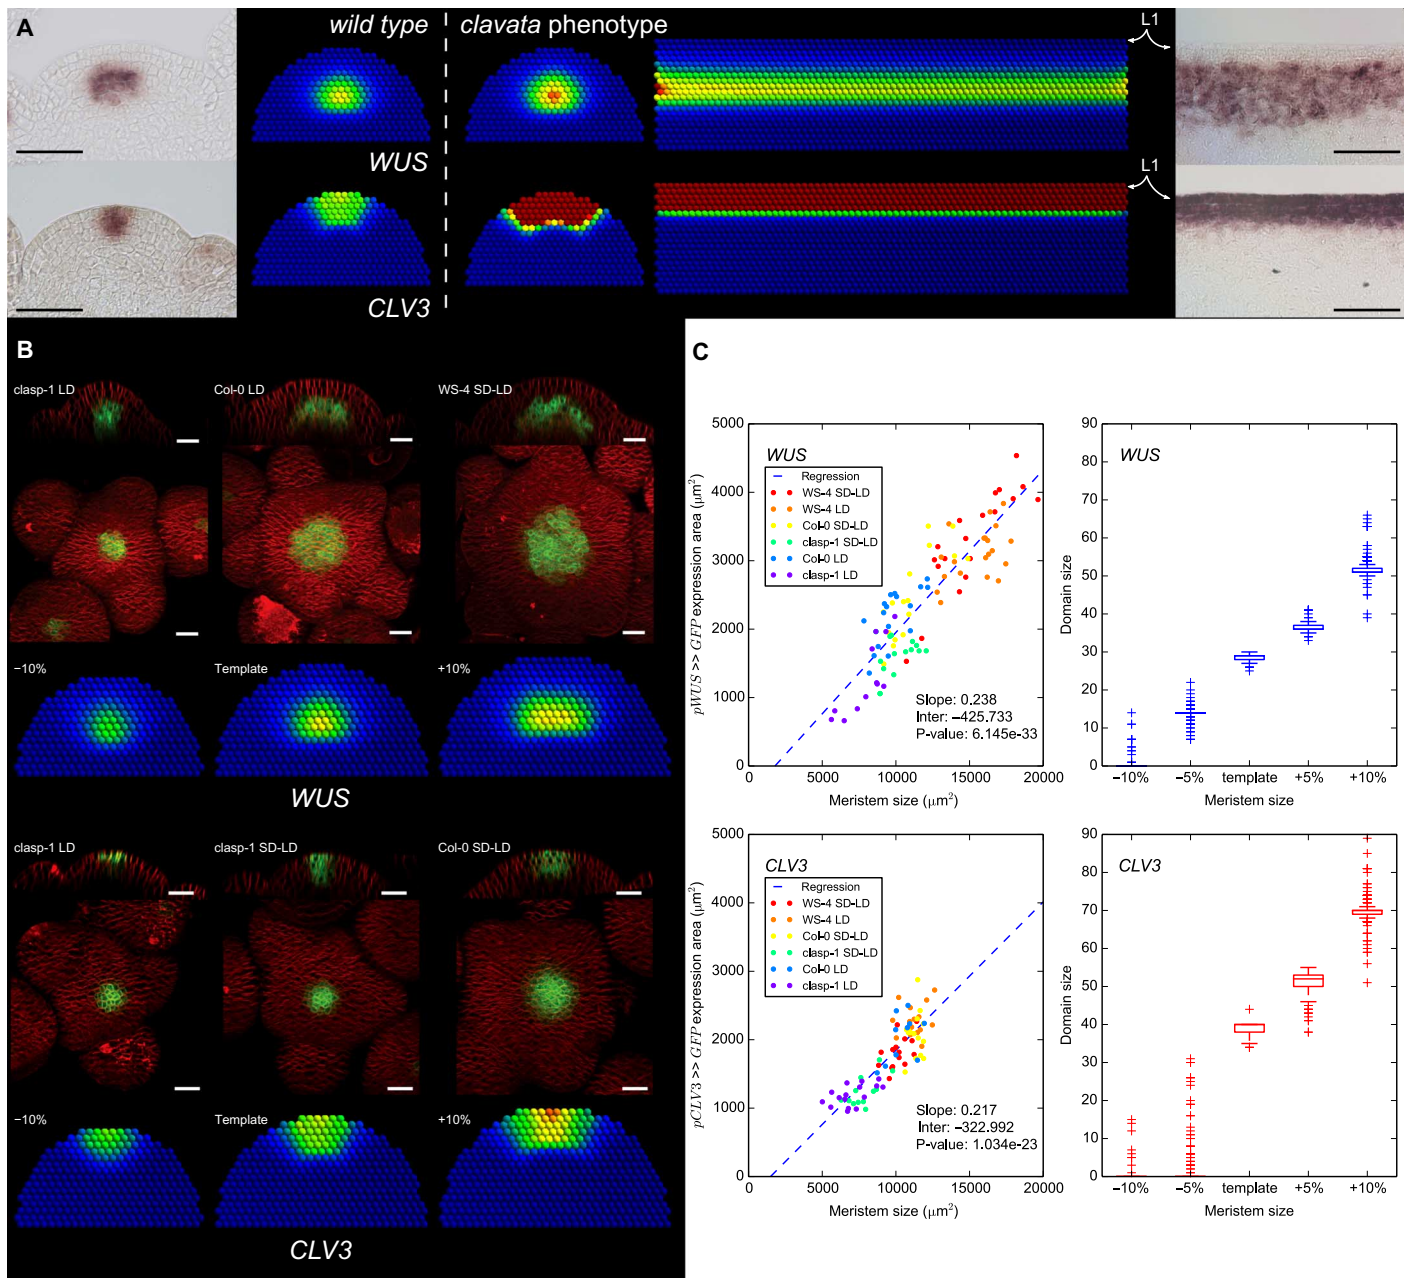 A
wild type
clavata phenotype
L1
WUS
L1
CLV3
B
clasp-1 LD
Col-0 LD
WS-4 SD-LD
−10%
Template
+10%
WUS
clasp-1 LD
clasp-1 SD-LD
Col-0 SD-LD
−10%
Template
+10%
CLV3
C
pWUS >> GFP expression area (μm²)
5000
4000
3000
2000
1000
0
WUS
Regression
WS-4 SD-LD
WS-4 LD
Col-0 SD-LD
clasp-1 SD-LD
Col-0 LD
clasp-1 LD
Slope: 0.238
Inter: −425.733
P-value: 6.145e-33
0 5000 10000 15000 20000
Meristem size (μm²)
Domain size
90
80
70
60
50
40
30
20
10
0
WUS
−10% −5% template +5% +10%
Meristem size
pCLV3 >> GFP expression area (μm²)
5000
4000
3000
2000
1000
0
CLV3
Regression
WS-4 SD-LD
WS-4 LD
Col-0 SD-LD
clasp-1 SD-LD
Col-0 LD
clasp-1 LD
Slope: 0.217
Inter: −322.992
P-value: 1.034e-23
0 5000 10000 15000 20000
Meristem size (μm²)
Domain size
90
80
70
60
50
40
30
20
10
0
CLV3
−10% −5% template +5% +10%
Meristem size